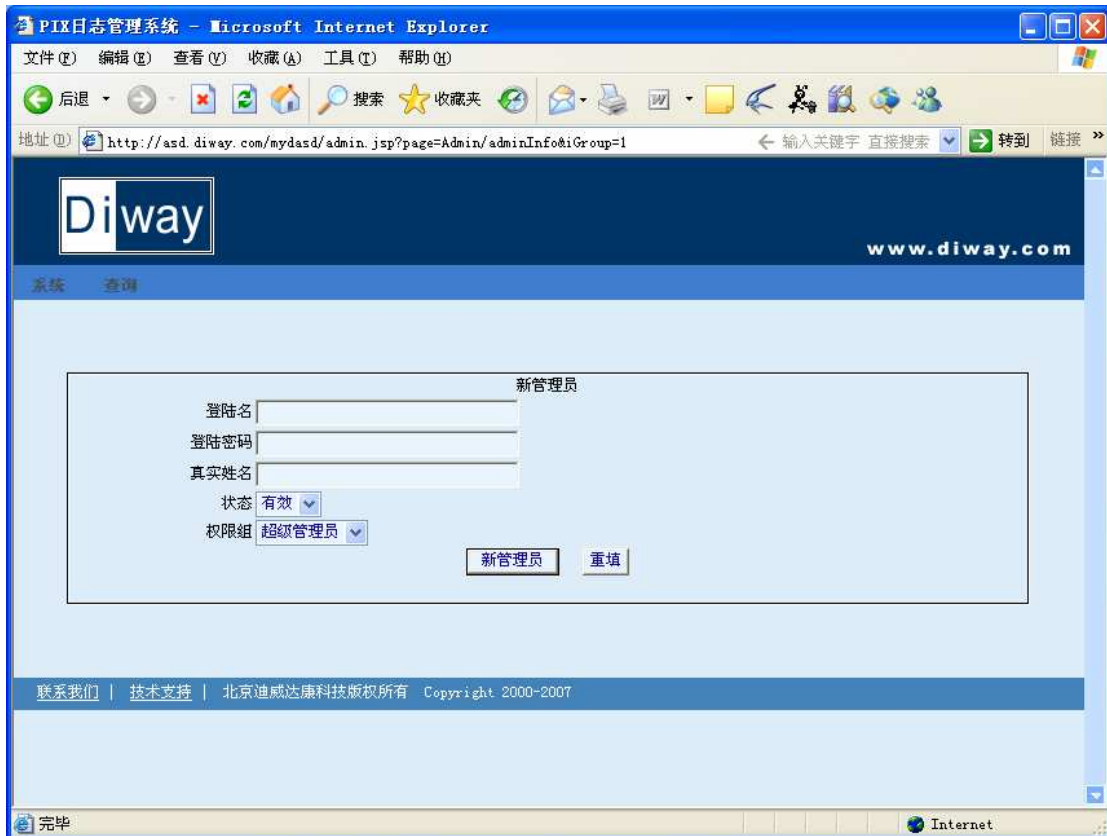 PIX日志管理系统 - Microsoft Internet Explorer
文件(F) 编辑(E) 查看(V) 收藏(A) 工具(T) 帮助(H)
后退 搜索 收藏夹
地址(D) http://asd.diway.com/mydasd/admin.jsp?page=Admin/adminInfo&iGroup=1 ← 输入关键字 直接搜索 转到 链接 »
Diway
www.diway.com
系统 查询
新管理员
登陆名
登陆密码
真实姓名
状态 有效
权限组 超级管理员
新管理员 重填
联系我们 | 技术支持 | 北京迪威达康科技版权所有 Copyright 2000-2007
完毕 Internet